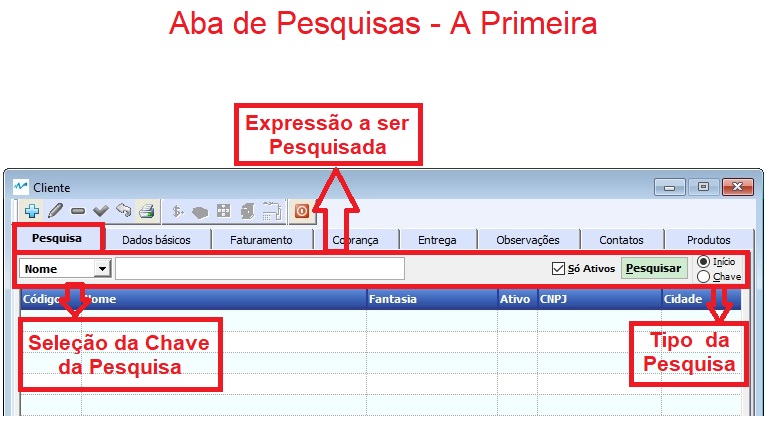 Aba de Pesquisas - A Primeira
Expressão a ser
Pesquisada
Cliente
Pesquisa Dados básicos Faturamento Cobrança Entrega Observações Contatos Produtos
Nome Só Ativos Pesquisar Início
Chave
Código Nome Fantasia Ativo CNPJ Cidade
Seleção da Chave
da Pesquisa
Tipo da
Pesquisa